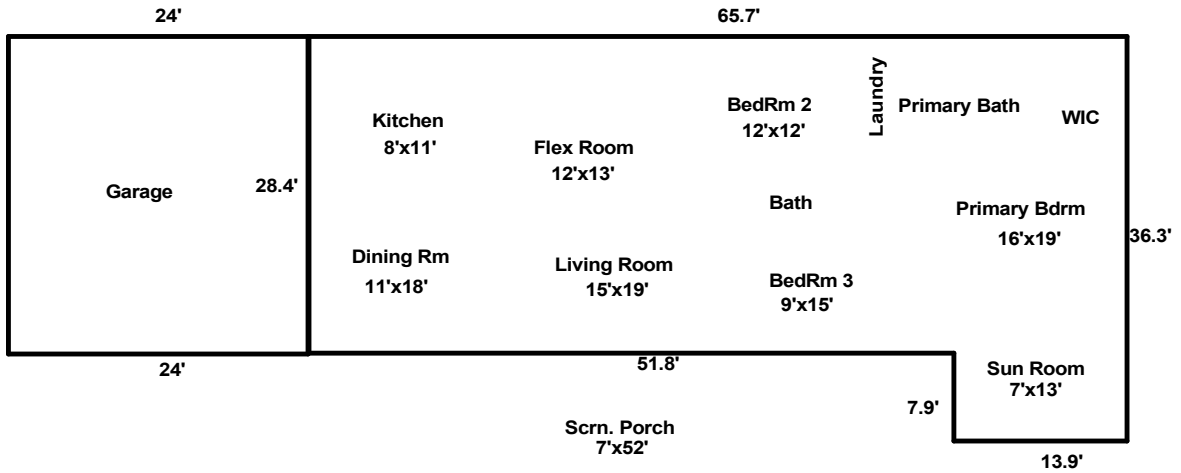 24'
65.7'
Garage
28.4'
24'
Kitchen
8'x11'
Flex Room
12'x13'
BedRm 2
12'x12'
Laundry
Primary Bath
WIC
Bath
Primary Bdrm
16'x19'
36.3'
Dining Rm
11'x18'
Living Room
15'x19'
BedRm 3
9'x15'
51.8'
Sun Room
7'x13'
7.9'
Scrn. Porch
7'x52'
13.9'